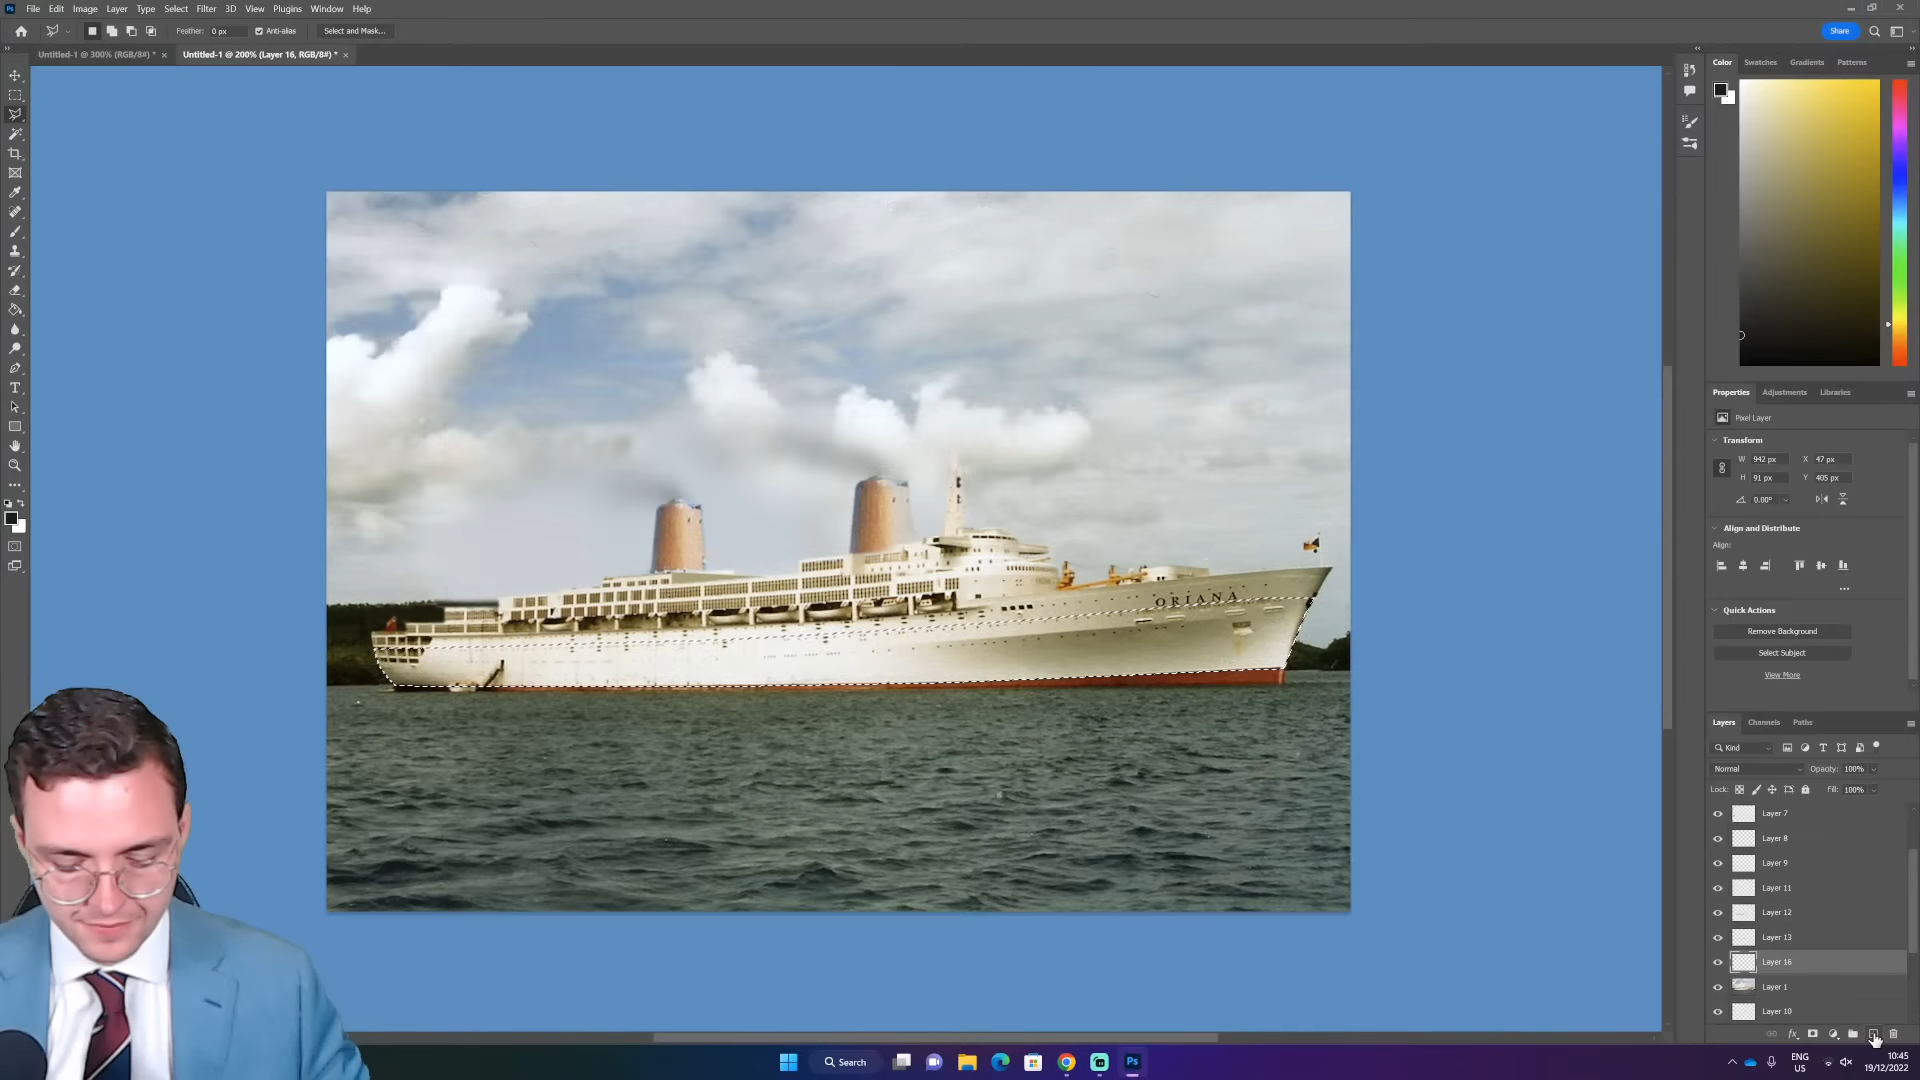 Ps File Edit Image Layer Type Select Filter 3D View Plugins Window Help
Feather: 0 px Anti-alias Select and Mask... Share
Untitled-1 @ 300% (RGB/8#) * × Untitled-1 @ 200% (Layer 16, RGB/8#) * ×
Color Swatches Gradients Patterns
ORIANA
Properties Adjustments Libraries
Pixel Layer
Transform
W 942 px X 47 px
H 91 px Y 405 px
0.00°
Align and Distribute
Align:
Quick Actions
Remove Background
Select Subject
View More
Layers Channels Paths
Kind
Normal Opacity: 100%
Lock: Fill: 100%
Layer 7
Layer 8
Layer 9
Layer 11
Layer 12
Layer 13
Layer 16
Layer 1
Layer 10
fx
Search Ps ENG US 10:45 19/12/2022